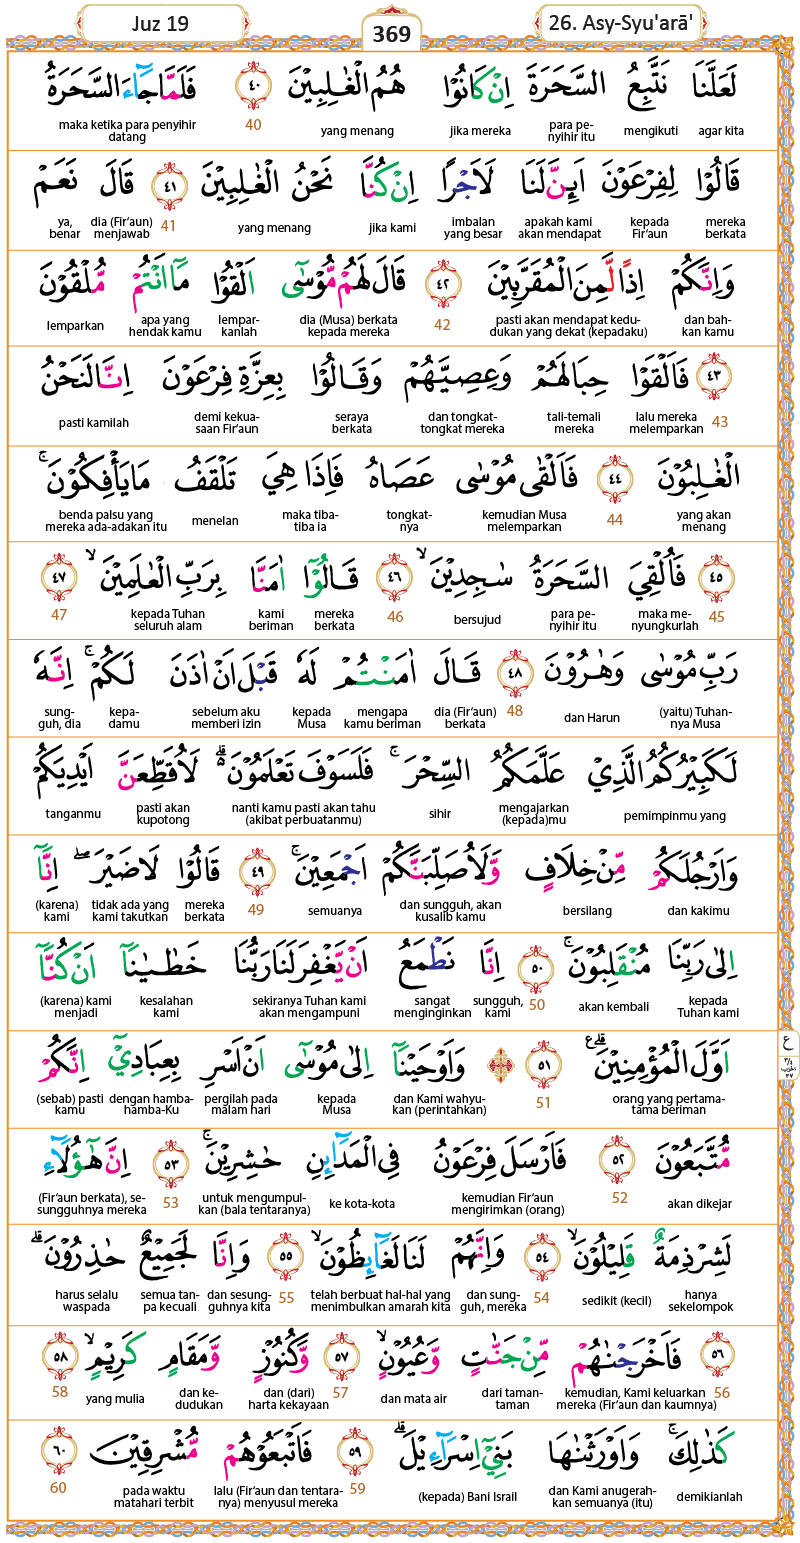 Juz 19
369
26. Asy-Syu'arā'
لَعَلَّنَا نَتَّبِعُ السَّحَرَةَ اِنْ كَانُوْا هُمُ الْغٰلِبِيْنَ ٤٠ فَلَمَّا جَاۤءَ السَّحَرَةُ
agar kita mengikuti para penyihir itu jika mereka yang menang 40 maka ketika para penyihir datang
قَالُوْا لِفِرْعَوْنَ اَىِٕنَّ لَنَا لَاَجْرًا اِنْ كُنَّا نَحْنُ الْغٰلِبِيْنَ ٤١ قَالَ نَعَمْ
mereka berkata kepada Fir'aun apakah kami akan mendapat imbalan yang besar jika kami yang menang 41 dia (Fir'aun) menjawab ya, benar
وَاِنَّكُمْ اِذًا لَّمِنَ الْمُقَرَّبِيْنَ ٤٢ قَالَ لَهُمْ مُّوْسٰٓى اَلْقُوْا مَآ اَنْتُمْ مُّلْقُوْنَ
dan bahkan kamu pasti akan mendapat kedudukan yang dekat (kepadaku) 42 dia (Musa) berkata kepada mereka lemparkanlah apa yang hendak kamu lemparkan
٤٣ فَاَلْقَوْا حِبَالَهُمْ وَعِصِيَّهُمْ وَقَالُوْا بِعِزَّةِ فِرْعَوْنَ اِنَّا لَنَحْنُ
43 lalu mereka melemparkan tali-temali mereka dan tongkat-tongkat mereka seraya berkata demi kekuasaan Fir'aun pasti kamilah
الْغٰلِبُوْنَ ٤٤ فَاَلْقٰى مُوْسٰى عَصَاهُ فَاِذَا هِيَ تَلْقَفُ مَا يَأْفِكُوْنَ ۚ
yang akan menang 44 kemudian Musa melemparkan tongkatnya maka tiba-tiba ia menelan benda palsu yang mereka ada-adakan itu
٤٥ فَاُلْقِيَ السَّحَرَةُ سٰجِدِيْنَ ۙ ٤٦ قَالُوْٓا اٰمَنَّا بِرَبِّ الْعٰلَمِيْنَ ۙ ٤٧
45 maka menyungkurlah para penyihir itu bersujud 46 mereka berkata kami beriman kepada Tuhan seluruh alam 47
رَبِّ مُوْسٰى وَهٰرُوْنَ ٤٨ قَالَ اٰمَنْتُمْ لَهٗ قَبْلَ اَنْ اٰذَنَ لَكُمْ ۚ اِنَّهٗ
(yaitu) Tuhannya Musa dan Harun 48 dia (Fir'aun) berkata mengapa kamu beriman kepada Musa sebelum aku memberi izin kepadamu sungguh, dia
لَكَبِيْرُكُمُ الَّذِيْ عَلَّمَكُمُ السِّحْرَ ۚ فَلَسَوْفَ تَعْلَمُوْنَ ەۗ لَاُقَطِّعَنَّ اَيْدِيَكُمْ
pemimpinmu yang mengajarkan (kepada)mu sihir nanti kamu pasti akan tahu (akibat perbuatanmu) pasti akan kupotong tanganmu
وَاَرْجُلَكُمْ مِّنْ خِلَافٍ وَّلَاُصَلِّبَنَّكُمْ اَجْمَعِيْنَ ۚ ٤٩ قَالُوْا لَا ضَيْرَ ۖ اِنَّآ
dan kakimu bersilang dan sungguh, akan kusalib kamu semuanya 49 mereka berkata tidak ada yang kami takutkan (karena) kami
اِلٰى رَبِّنَا مُنْقَلِبُوْنَ ۚ ٥٠ اِنَّا نَطْمَعُ اَنْ يَّغْفِرَ لَنَا رَبُّنَا خَطٰيٰنَآ اَنْ كُنَّآ
kepada Tuhan kami akan kembali 50 sungguh, kami sangat menginginkan sekiranya Tuhan kami akan mengampuni kesalahan kami (karena) kami menjadi
اَوَّلَ الْمُؤْمِنِيْنَ ۗ ࣖ ٥١ ۞ وَاَوْحَيْنَآ اِلٰى مُوْسٰٓى اَنْ اَسْرِ بِعِبَادِيْٓ اِنَّكُمْ
orang yang pertama-tama beriman 51 dan Kami wahyukan (perintahkan) kepada Musa pergilah pada malam hari dengan hamba-hamba-Ku (sebab) pasti kamu
مُّتَّبَعُوْنَ ٥٢ فَاَرْسَلَ فِرْعَوْنُ فِى الْمَدَاۤىِٕنِ حٰشِرِيْنَ ۚ ٥٣ اِنَّ هٰٓؤُلَاۤءِ
akan dikejar 52 kemudian Fir'aun mengirimkan (orang) ke kota-kota untuk mengumpulkan (bala tentaranya) 53 (Fir'aun berkata), sesungguhnya mereka
لَشِرْذِمَةٌ قَلِيْلُوْنَ ۙ ٥٤ وَاِنَّهُمْ لَنَا لَغَاۤىِٕظُوْنَ ۙ ٥٥ وَاِنَّا لَجَمِيْعٌ حٰذِرُوْنَ ۗ
hanya sekelompok sedikit (kecil) 54 dan sungguh, mereka telah berbuat hal-hal yang menimbulkan amarah kita 55 dan sesungguhnya kita semua tanpa kecuali harus selalu waspada
٥٦ فَاَخْرَجْنٰهُمْ مِّنْ جَنّٰتٍ وَّعُيُوْنٍ ۙ ٥٧ وَّكُنُوْزٍ وَّمَقَامٍ كَرِيْمٍ ۙ ٥٨
56 kemudian, Kami keluarkan mereka (Fir'aun dan kaumnya) dari taman-taman dan mata air 57 dan (dari) harta kekayaan dan kedudukan yang mulia 58
كَذٰلِكَ ۚ وَاَوْرَثْنٰهَا بَنِيْٓ اِسْرَاۤءِيْلَ ۗ ٥٩ فَاَتْبَعُوْهُمْ مُّشْرِقِيْنَ ٦٠
demikianlah dan Kami anugerahkan semuanya (itu) (kepada) Bani Israil 59 lalu (Fir'aun dan tentaranya) menyusul mereka pada waktu matahari terbit 60